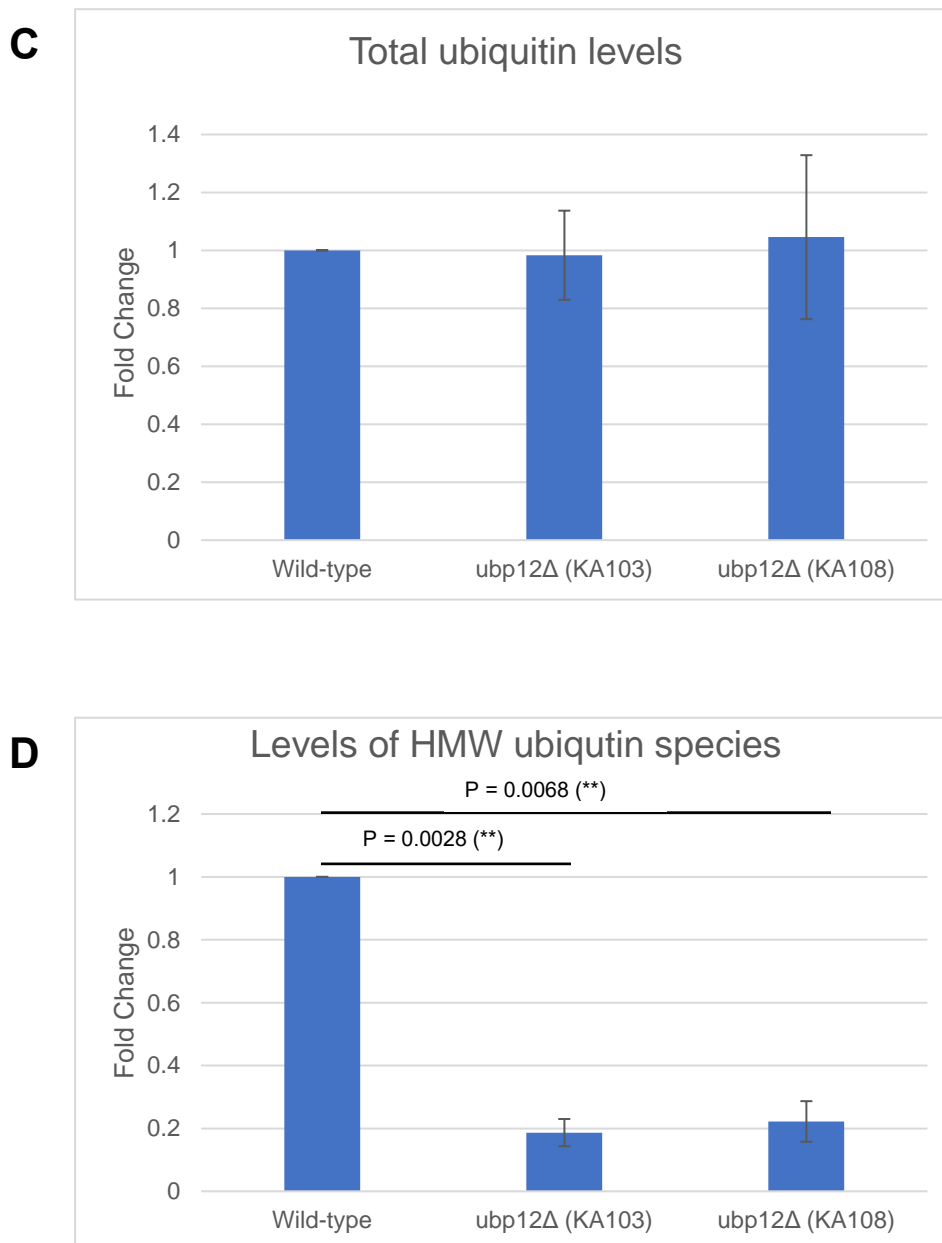 C
Total ubiquitin levels
1.4
1.2
1
0.8
0.6
0.4
0.2
0
Fold Change
Wild-type ubp12Δ (KA103) ubp12Δ (KA108)
D
Levels of HMW ubiqutin species
P = 0.0068 (**)
P = 0.0028 (**)
1.2
1
0.8
0.6
0.4
0.2
0
Fold Change
Wild-type ubp12Δ (KA103) ubp12Δ (KA108)